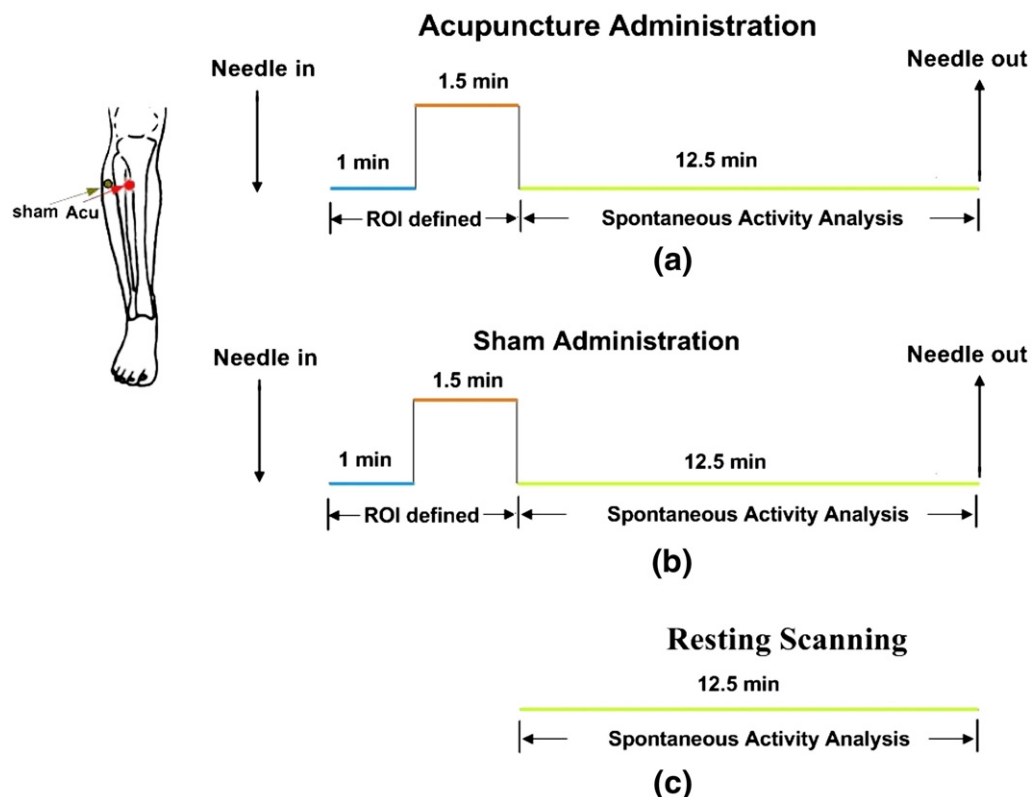 Acupuncture Administration
Needle in
Needle out
1.5 min
1 min
12.5 min
sham Acu
ROI defined
Spontaneous Activity Analysis
(a)
Sham Administration
Needle in
Needle out
1.5 min
1 min
12.5 min
ROI defined
Spontaneous Activity Analysis
(b)
Resting Scanning
12.5 min
Spontaneous Activity Analysis
(c)